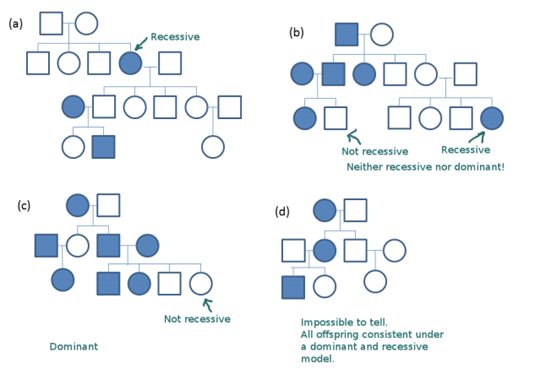 (a)
Recessive
(b)
Not recessive
Recessive
Neither recessive nor dominant!
(c)
Not recessive
Dominant
(d)
Impossible to tell.
All offspring consistent under
a dominant and recessive
model.